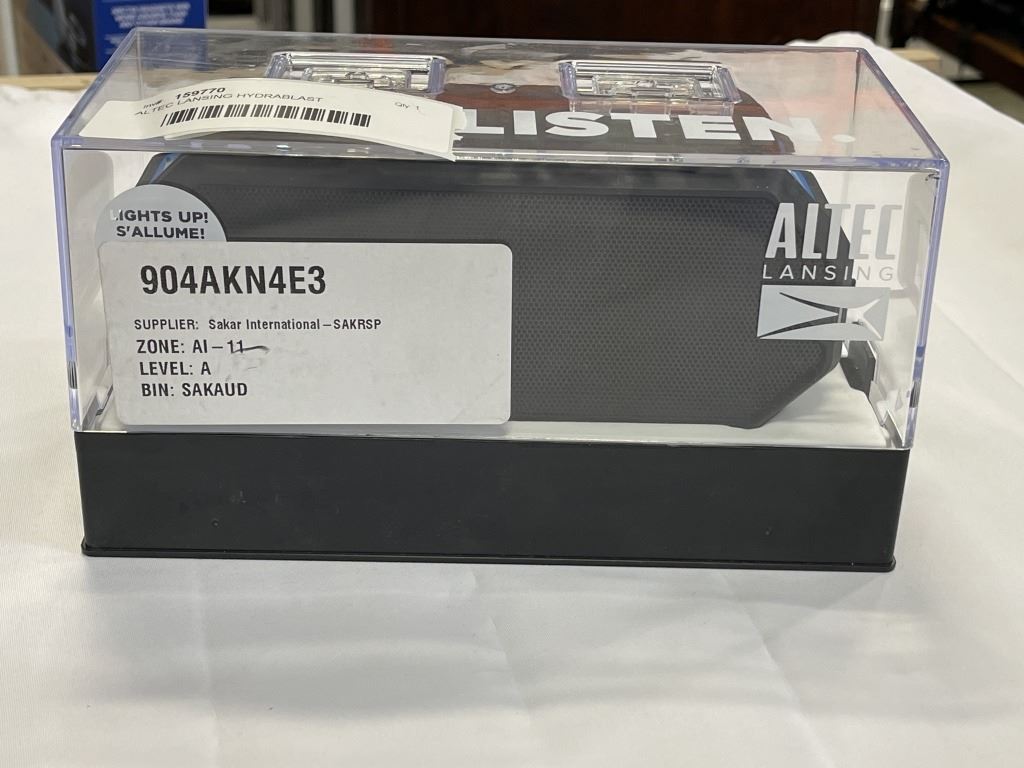 Inv# 159770
ALTEC LANSING HYDRABLAST
Qty 1
LISTEN.
LIGHTS UP!
S'ALLUME!
ALTEC
LANSING
904AKN4E3
SUPPLIER: Sakar International-SAKRSP
ZONE: AI-11
LEVEL: A
BIN: SAKAUD